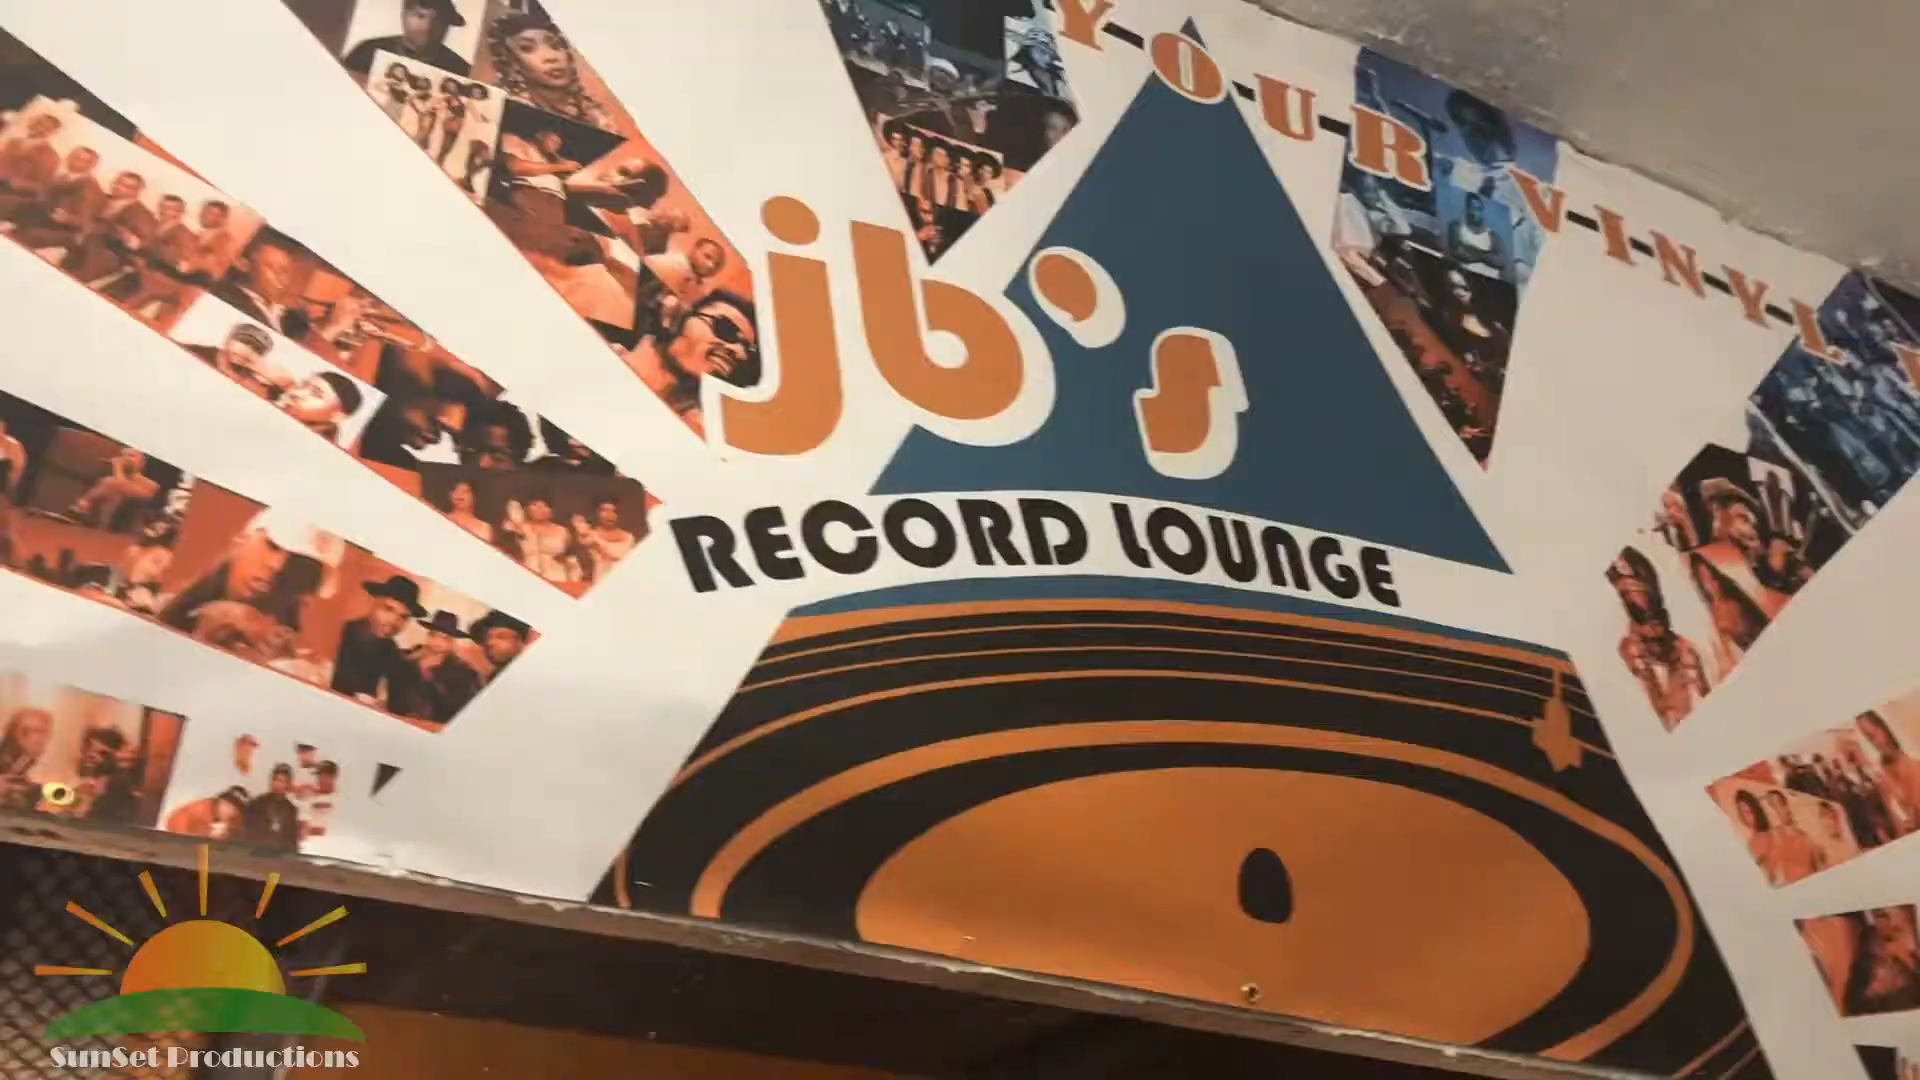 Y-O-U-R V-I-N-Y-L
jb's
RECORD LOUNGE
SunSet Productions